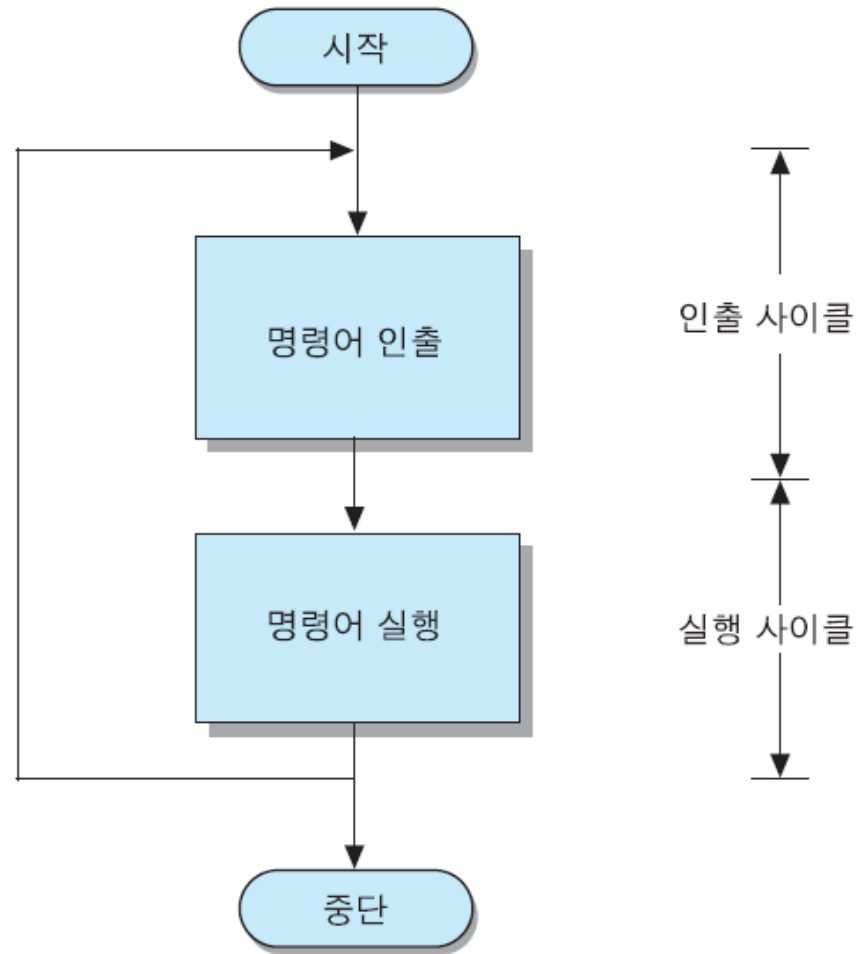 시작
명령어 인출
인출 사이클
명령어 실행
실행 사이클
중단